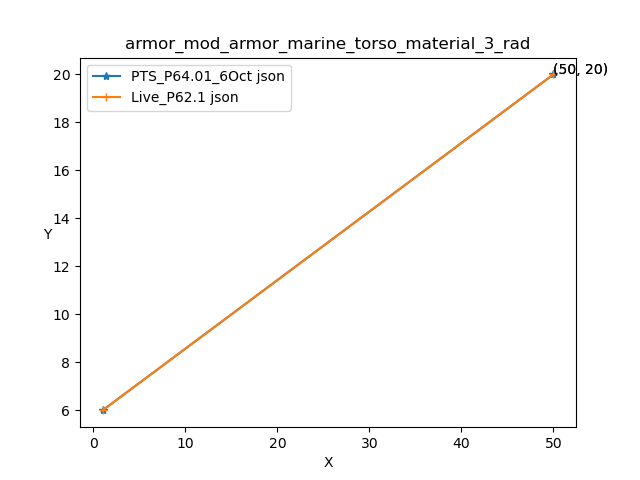 armor_mod_armor_marine_torso_material_3_rad
PTS_P64.01_6Oct json
Live_P62.1 json
(50, 20)
20
18
16
14
12
10
8
6
Y
0 10 20 30 40 50
X